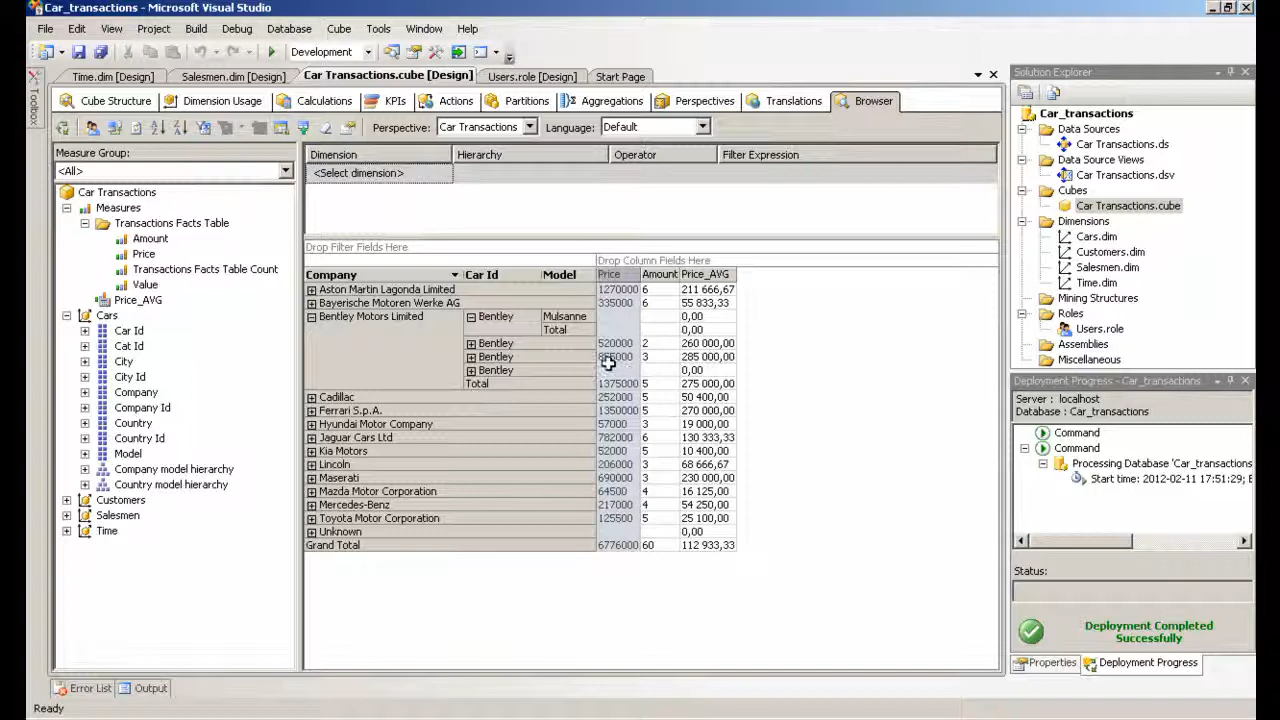 Car_transactions - Microsoft Visual Studio
File Edit View Project Build Debug Database Cube Tools Window Help
Development
Time.dim [Design] Salesmen.dim [Design] Car Transactions.cube [Design] Users.role [Design] Start Page
Cube Structure Dimension Usage Calculations KPIs Actions Partitions Aggregations Perspectives Translations Browser
Perspective: Car Transactions Language: Default
Toolbox
Measure Group:
<All>
Car Transactions
Measures
Transactions Facts Table
Amount
Price
Transactions Facts Table Count
Value
Price_AVG
Cars
Car Id
Cat Id
City
City Id
Company
Company Id
Country
Country Id
Model
Company model hierarchy
Country model hierarchy
Customers
Salesmen
Time
Dimension Hierarchy Operator Filter Expression
<Select dimension>
Drop Filter Fields Here
Drop Column Fields Here
Company Car Id Model Price Amount Price_AVG
Aston Martin Lagonda Limited 1270000 6 211 666,67
Bayerische Motoren Werke AG 335000 6 55 833,33
Bentley Motors Limited Bentley Mulsanne 0,00
Total 0,00
Bentley 520000 2 260 000,00
Bentley 3 285 000,00
Bentley 0,00
Total 1375000 5 275 000,00
Cadillac 252000 5 50 400,00
Ferrari S.p.A. 1350000 5 270 000,00
Hyundai Motor Company 57000 3 19 000,00
Jaguar Cars Ltd 782000 6 130 333,33
Kia Motors 52000 5 10 400,00
Lincoln 206000 3 68 666,67
Maserati 690000 3 230 000,00
Mazda Motor Corporation 64500 4 16 125,00
Mercedes-Benz 217000 4 54 250,00
Toyota Motor Corporation 125500 5 25 100,00
Unknown 0,00
Grand Total 6776000 60 112 933,33
Solution Explorer
Car_transactions
Data Sources
Car Transactions.ds
Data Source Views
Car Transactions.dsv
Cubes
Car Transactions.cube
Dimensions
Cars.dim
Customers.dim
Salesmen.dim
Time.dim
Mining Structures
Roles
Users.role
Assemblies
Miscellaneous
Deployment Progress - Car_transactions
Server : localhost
Database : Car_transactions
Command
Command
Processing Database 'Car_transactions
Start time: 2012-02-11 17:51:29; E
Status:
Deployment Completed
Successfully
Properties Deployment Progress
Error List Output
Ready